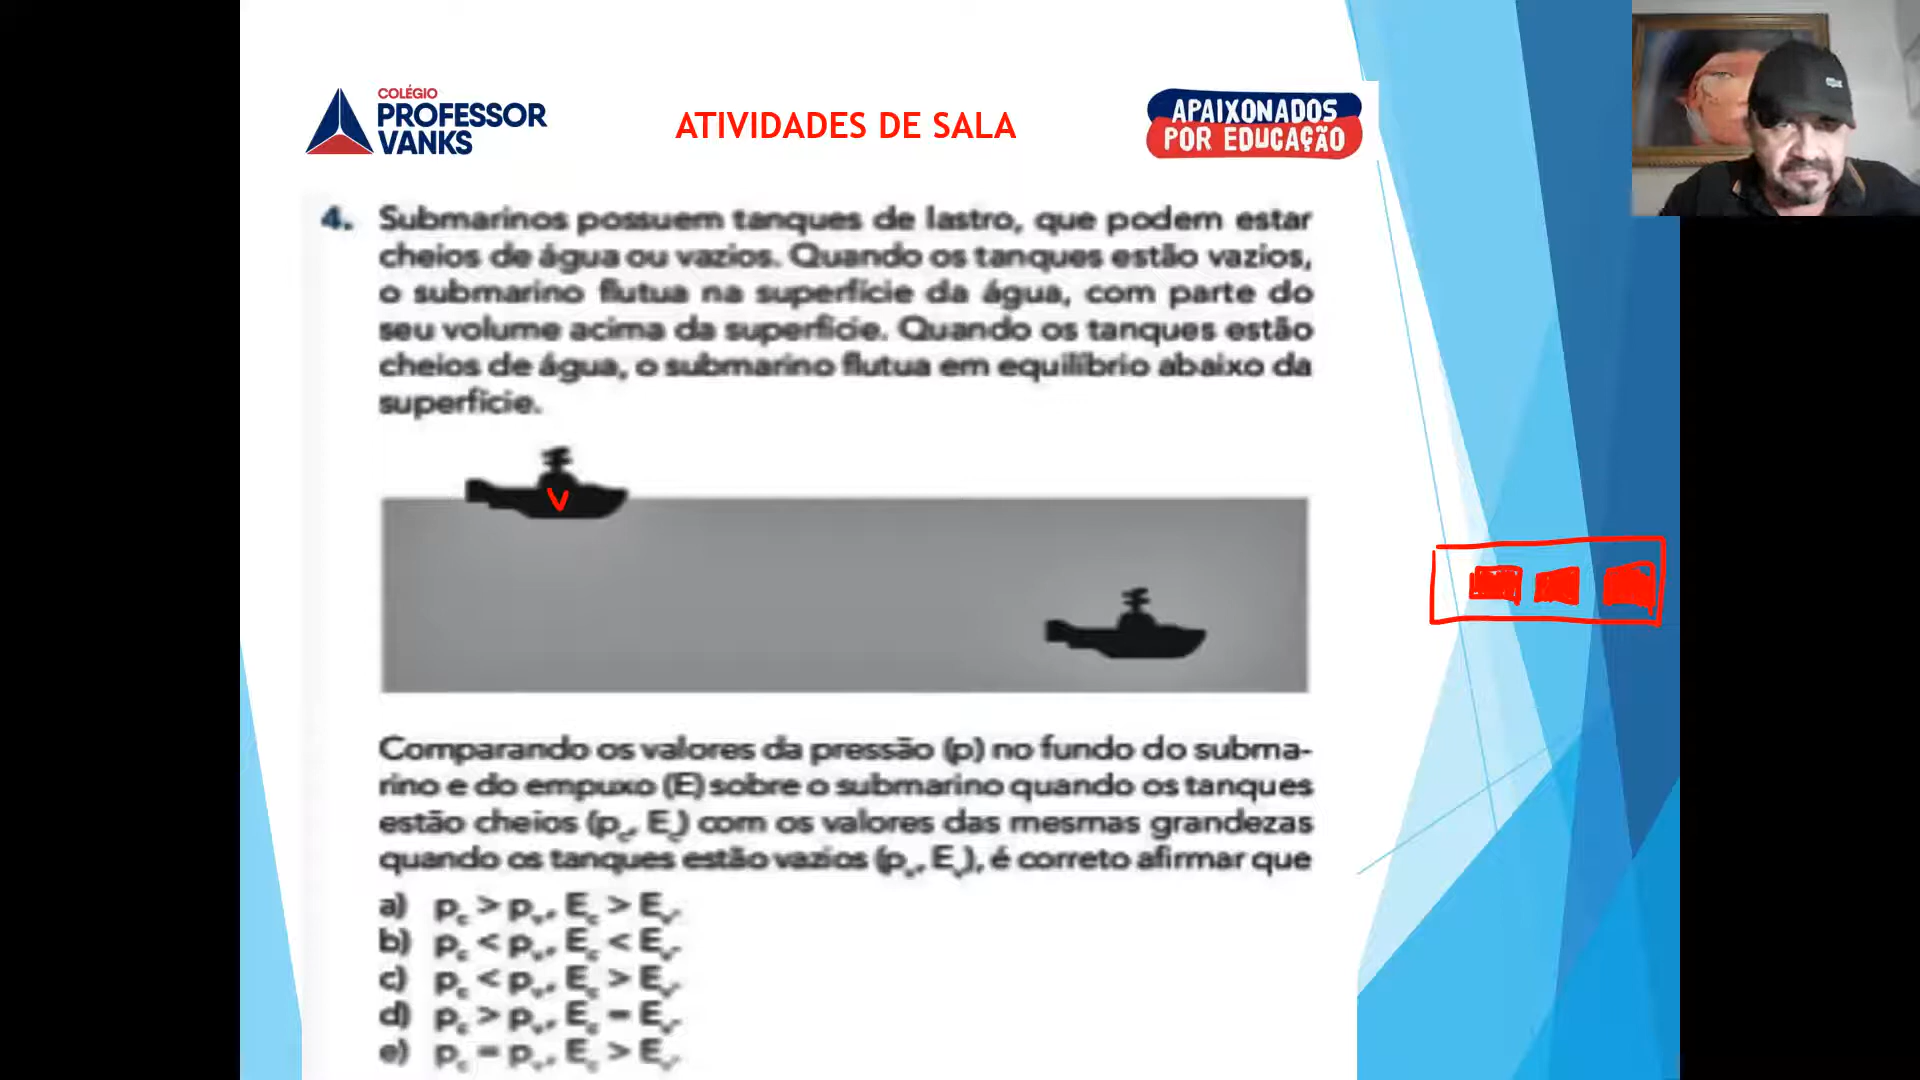 COLÉGIO
PROFESSOR
VANKS
ATIVIDADES DE SALA
APAIXONADOS
POR EDUCAÇÃO
4. Submarinos possuem tanques de lastro, que podem estar
cheios de água ou vazios. Quando os tanques estão vazios,
o submarino flutua na superfície da água, com parte do
seu volume acima da superfície. Quando os tanques estão
cheios de água, o submarino flutua em equilíbrio abaixo da
superfície.
V
Comparando os valores da pressão (p) no fundo do subma-
rino e do empuxo (E) sobre o submarino quando os tanques
estão cheios (pc, Ec) com os valores das mesmas grandezas
quando os tanques estão vazios (pv, Ev), é correto afirmar que
a) pc > pv, Ec > Ev.
b) pc < pv, Ec < Ev.
c) pc < pv, Ec > Ev.
d) pc > pv, Ec = Ev.
e) pc = pv, Ec > Ev.